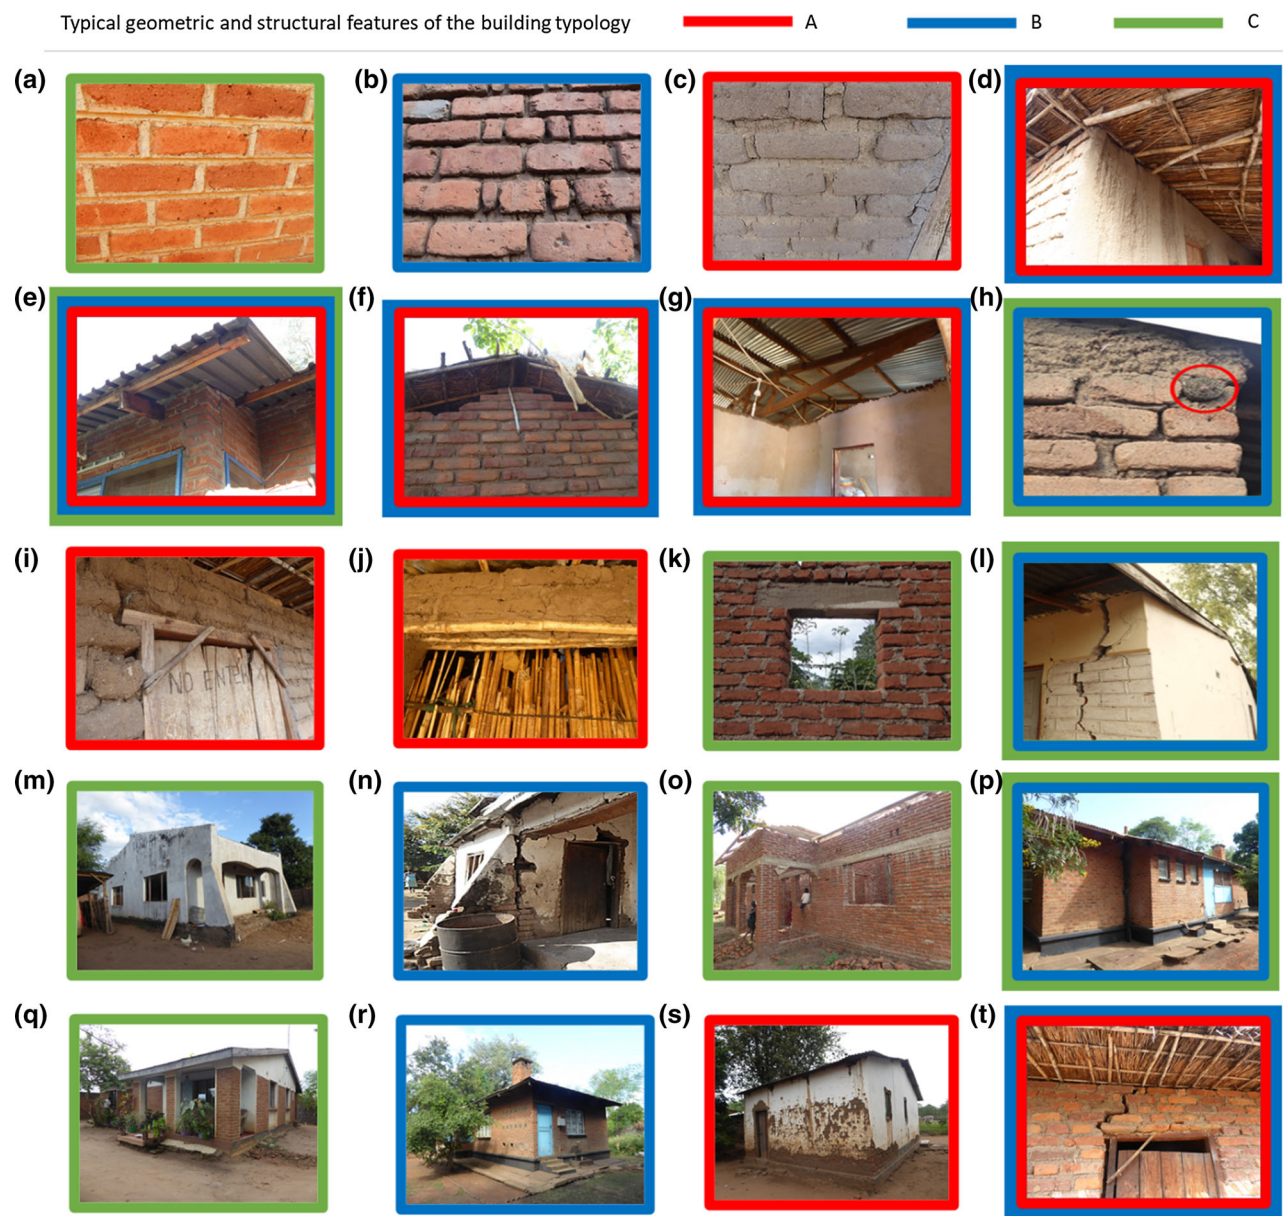 Typical geometric and structural features of the building typology A B C
(a) (b) (c) (d)
(e) (f) (g) (h)
(i) (j) (k) (l)
NO ENTER
(m) (n) (o) (p)
(q) (r) (s) (t)